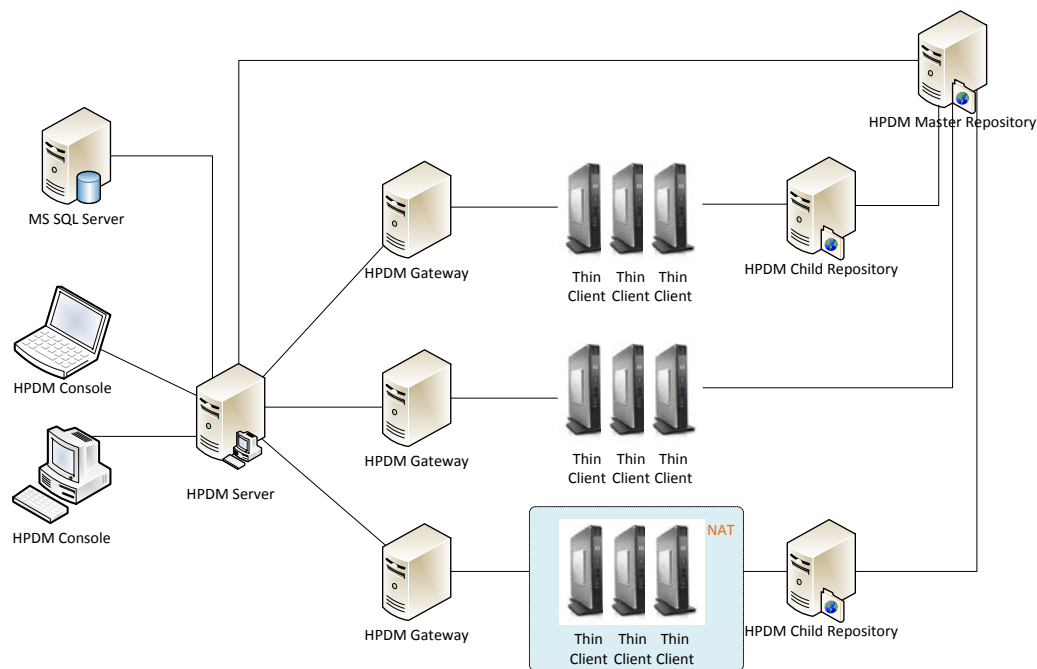 HPDM Master Repository
MS SQL Server
HPDM Gateway
HPDM Child Repository
Thin Thin Thin
Client Client Client
HPDM Console
HPDM Gateway
Thin Thin Thin
Client Client Client
HPDM Server
HPDM Console
NAT
HPDM Gateway
HPDM Child Repository
Thin Thin Thin
Client Client Client